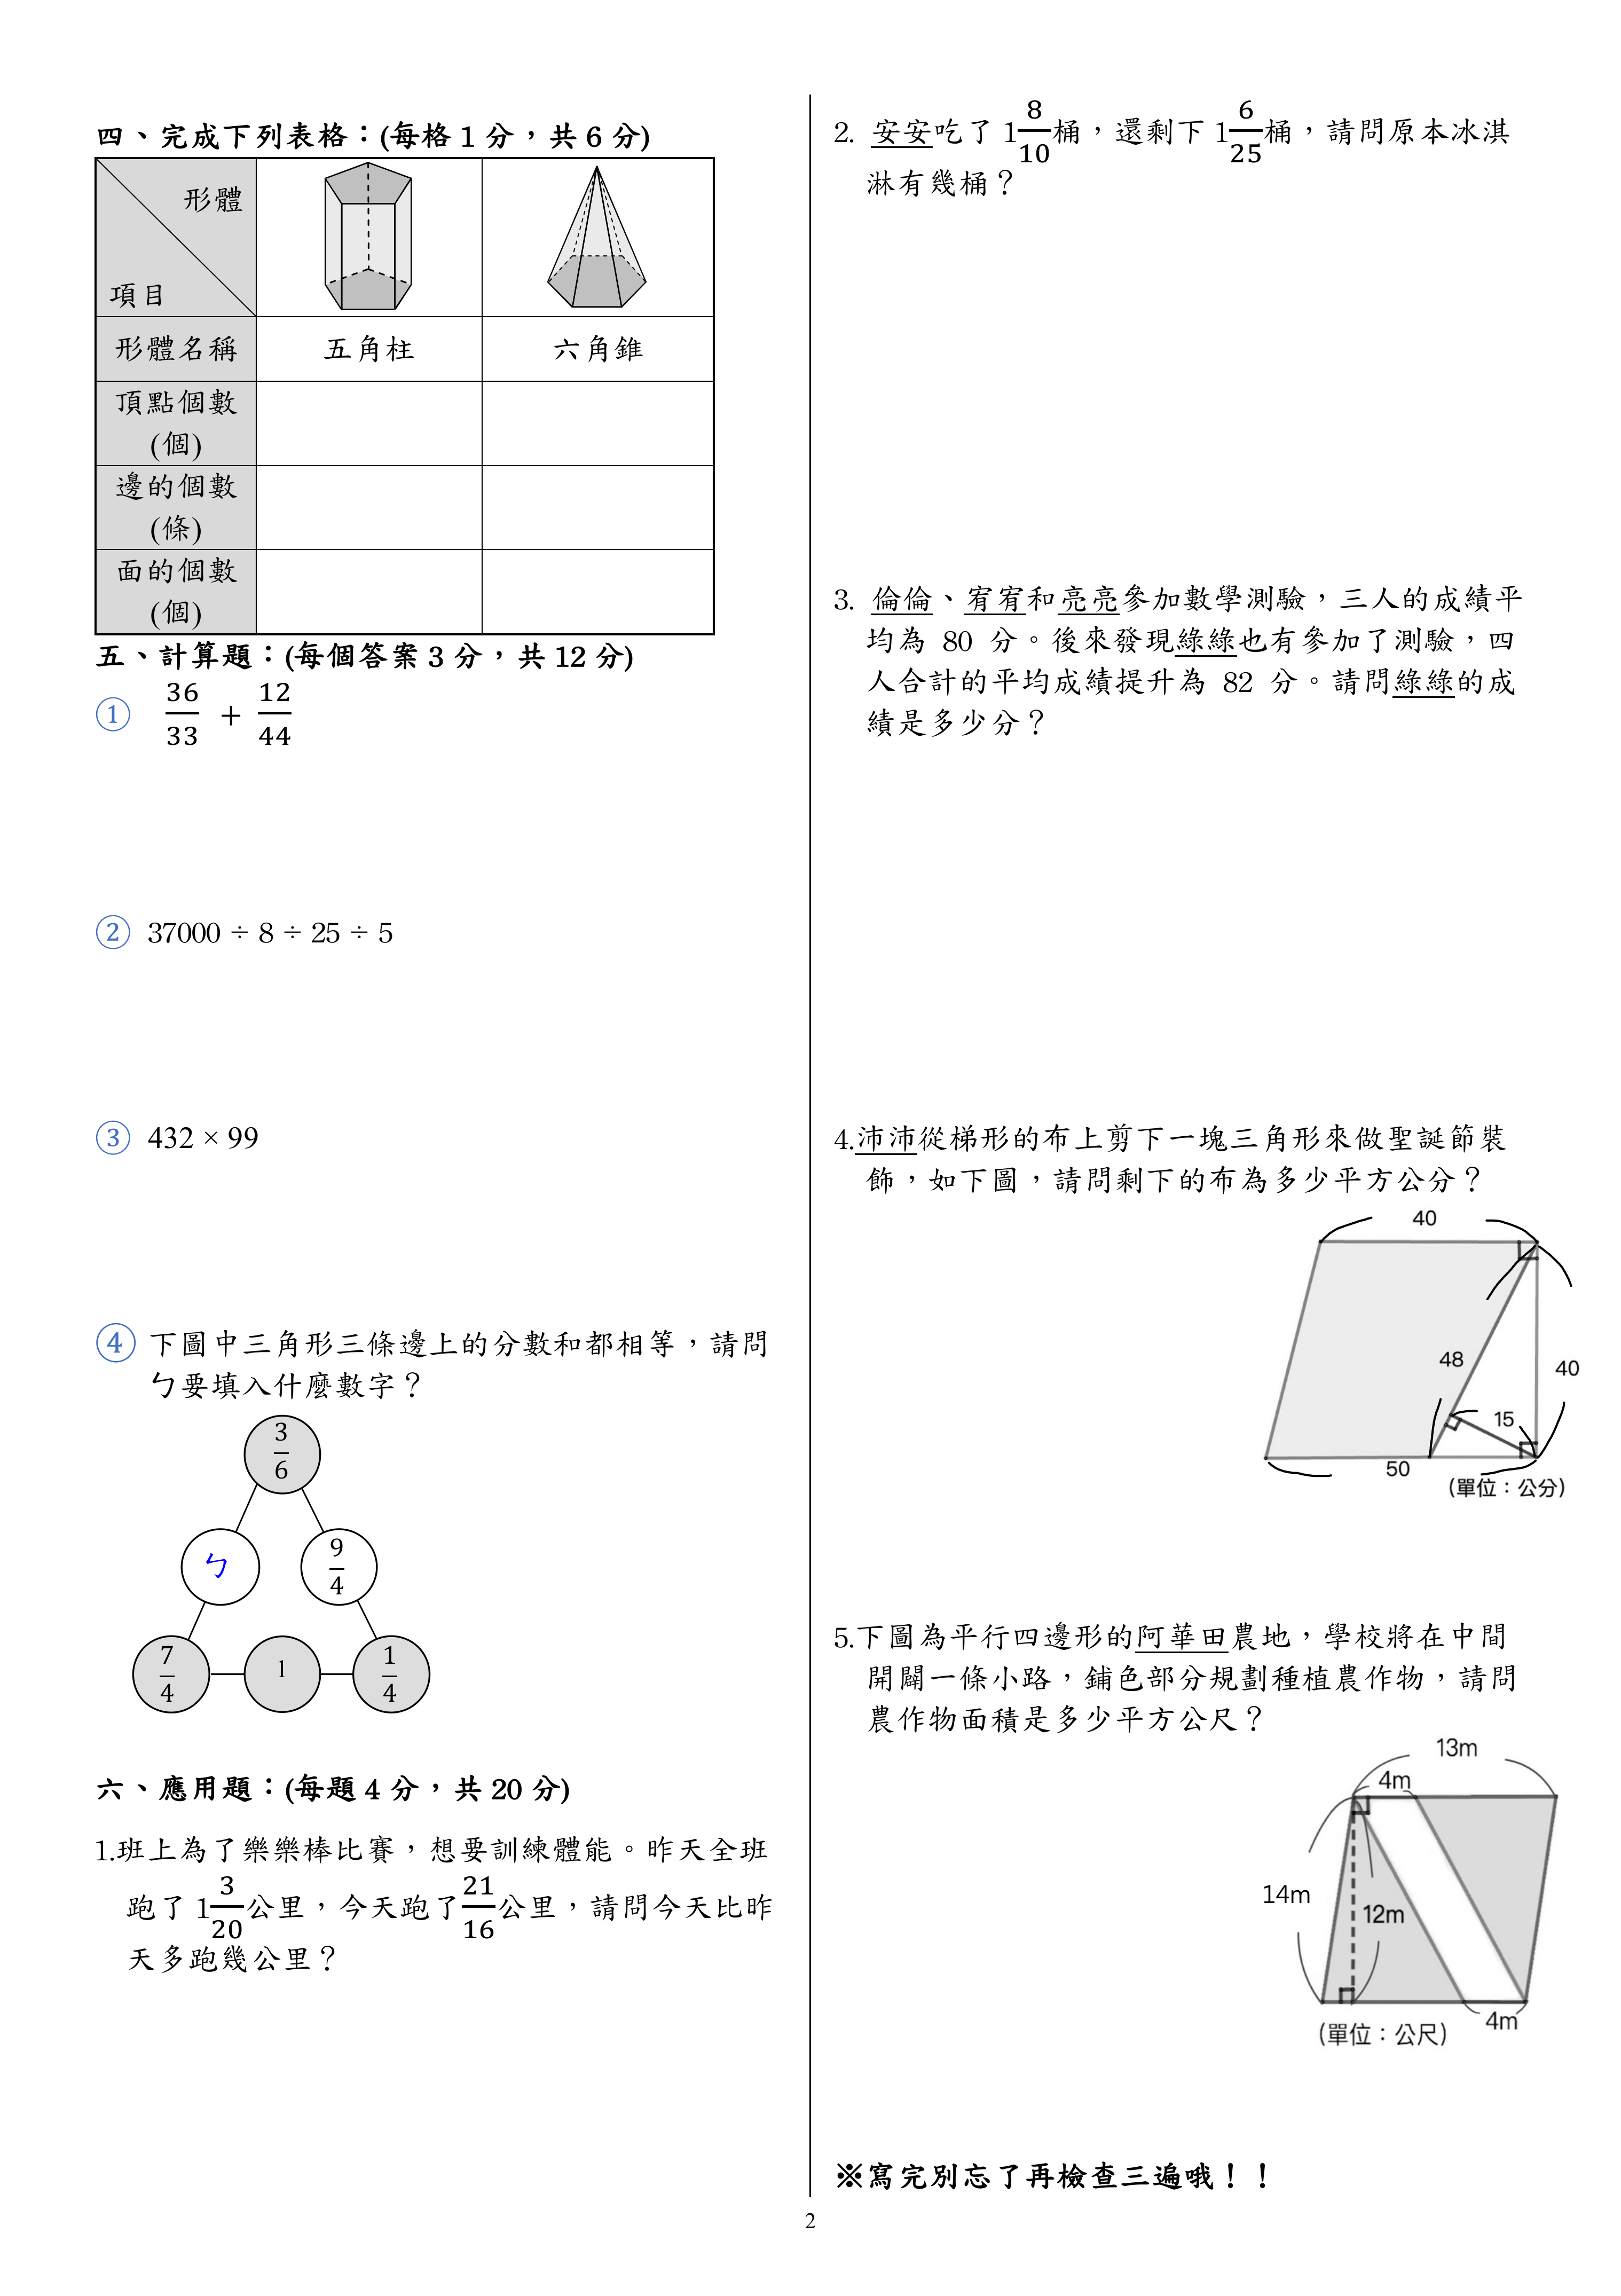 四、完成下列表格：(每格 1 分，共 6 分)
形體
項目
形體名稱 五角柱 六角錐
頂點個數
(個)
邊的個數
(條)
面的個數
(個)
五、計算題：(每個答案 3 分，共 12 分)
① 36/33 + 12/44
② 37000 ÷ 8 ÷ 25 ÷ 5
③ 432 × 99
④ 下圖中三角形三條邊上的分數和都相等，請問
ㄅ要填入什麼數字？
3/6
ㄅ 9/4
7/4 1 1/4
六、應用題：(每題 4 分，共 20 分)
1.班上為了樂樂棒比賽，想要訓練體能。昨天全班
跑了 1 3/20公里，今天跑了21/16公里，請問今天比昨
天多跑幾公里？
2. 安安吃了 1 8/10桶，還剩下 1 6/25桶，請問原本冰淇
淋有幾桶？
3. 倫倫、宥宥和亮亮參加數學測驗，三人的成績平
均為 80 分。後來發現綠綠也有參加了測驗，四
人合計的平均成績提升為 82 分。請問綠綠的成
績是多少分？
4.沛沛從梯形的布上剪下一塊三角形來做聖誕節裝
飾，如下圖，請問剩下的布為多少平方公分？
40
48
40
15
50
(單位：公分)
5.下圖為平行四邊形的阿華田農地，學校將在中間
開闢一條小路，鋪色部分規劃種植農作物，請問
農作物面積是多少平方公尺？
13m
4m
14m
12m
4m
(單位：公尺)
※寫完別忘了再檢查三遍哦！！
2